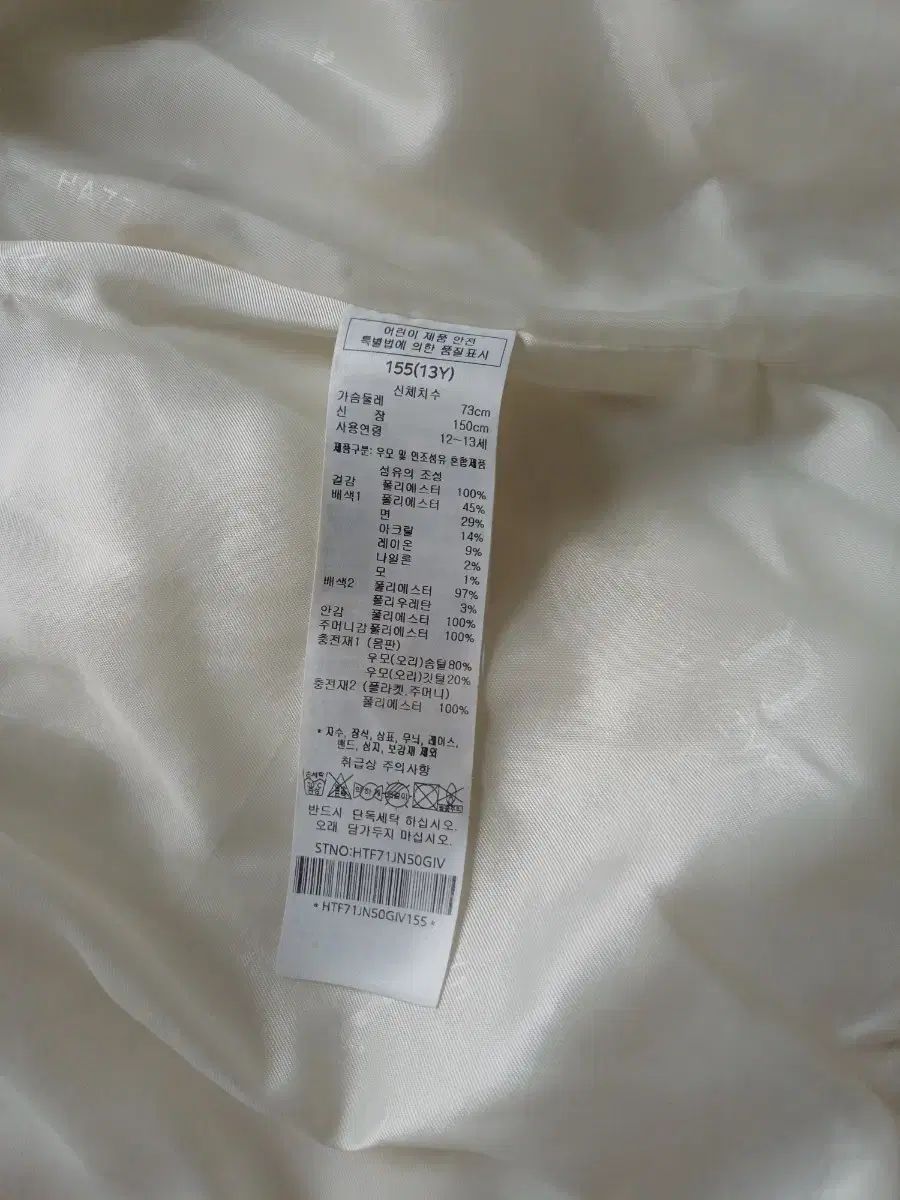 HAT
어린이 제품 안전
특별법에 의한 품질표시
155(13Y)
신체치수
가슴둘레 73cm
신 장 150cm
사용연령 12~13세
제품구분: 우모 및 인조섬유 혼합제품
섬유의 조성
겉감 폴리에스터 100%
배색1 폴리에스터 45%
면 29%
아크릴 14%
레이온 9%
나일론 2%
모 1%
배색2 폴리에스터 97%
폴리우레탄 3%
안감 폴리에스터 100%
주머니감 폴리에스터 100%
충전재1 (몸판)
우모(오리)솜털80%
우모(오리)깃털20%
충전재2 (플라켓,주머니)
폴리에스터 100%
* 자수, 장식, 상표, 무늬, 레이스,
밴드, 심지, 보강재 제외
취급상 주의사항
손세탁 약하게
반드시 단독세탁 하십시오.
오래 담가두지 마십시오.
STNO:HTF71JN50GIV
*HTF71JN50GIV155*